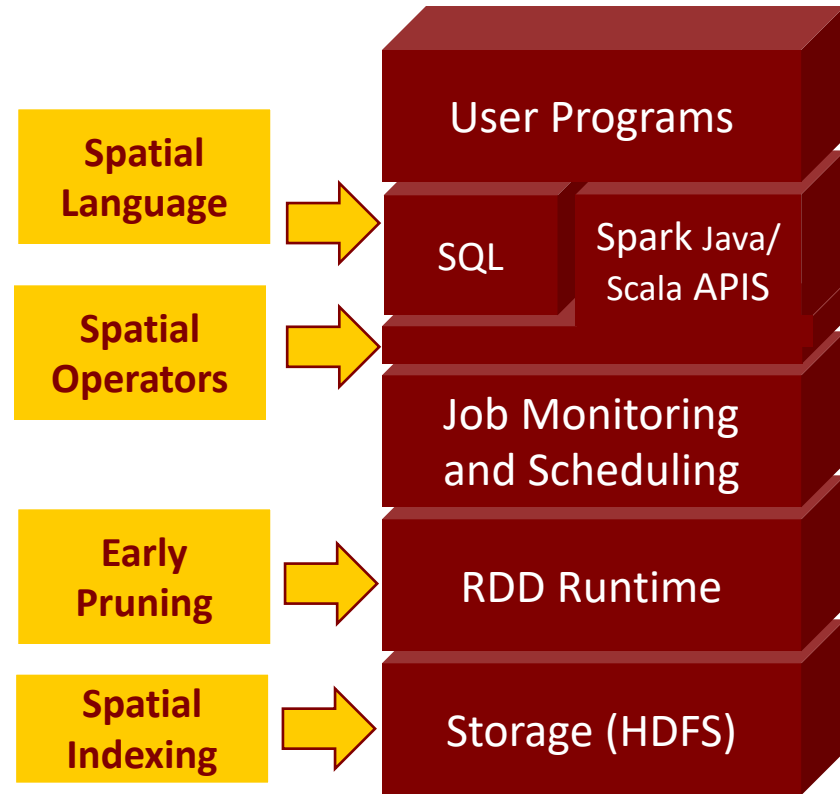 User Programs
Spatial
Language
SQL
Spark Java/
Scala APIS
Spatial
Operators
Job Monitoring
and Scheduling
Early
Pruning
RDD Runtime
Spatial
Indexing
Storage (HDFS)